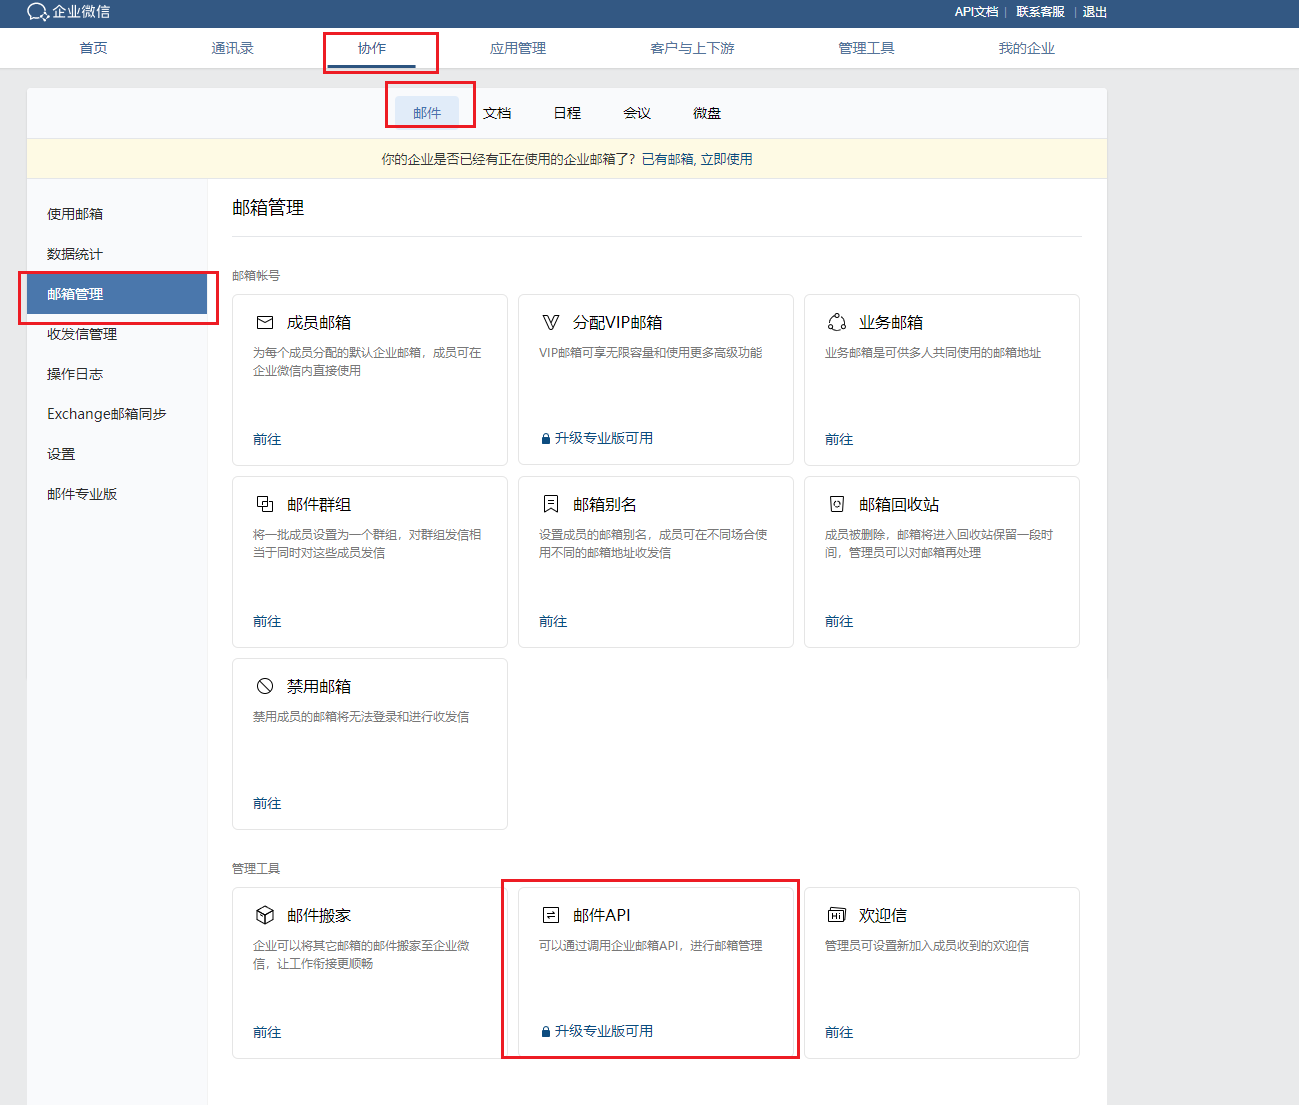 企业微信
API文档 | 联系客服 | 退出
首页 通讯录 协作 应用管理 客户与上下游 管理工具 我的企业
邮件 文档 日程 会议 微盘
你的企业是否已经有正在使用的企业邮箱了？已有邮箱, 立即使用
使用邮箱
数据统计
邮箱管理
收发信管理
操作日志
Exchange邮箱同步
设置
邮件专业版
邮箱管理
邮箱帐号
成员邮箱
为每个成员分配的默认企业邮箱，成员可在
企业微信内直接使用
前往
分配VIP邮箱
VIP邮箱可享无限容量和使用更多高级功能
升级专业版可用
业务邮箱
业务邮箱是可供多人共同使用的邮箱地址
前往
邮件群组
将一批成员设置为一个群组，对群组发信相
当于同时对这些成员发信
前往
邮箱别名
设置成员的邮箱别名，成员可在不同场合使
用不同的邮箱地址收发信
前往
邮箱回收站
成员被删除，邮箱将进入回收站保留一段时
间，管理员可以对邮箱再处理
前往
禁用邮箱
禁用成员的邮箱将无法登录和进行收发信
前往
管理工具
邮件搬家
企业可以将其它邮箱的邮件搬家至企业微
信，让工作衔接更顺畅
前往
邮件API
可以通过调用企业邮箱API，进行邮箱管理
升级专业版可用
Hi
欢迎信
管理员可设置新加入成员收到的欢迎信
前往